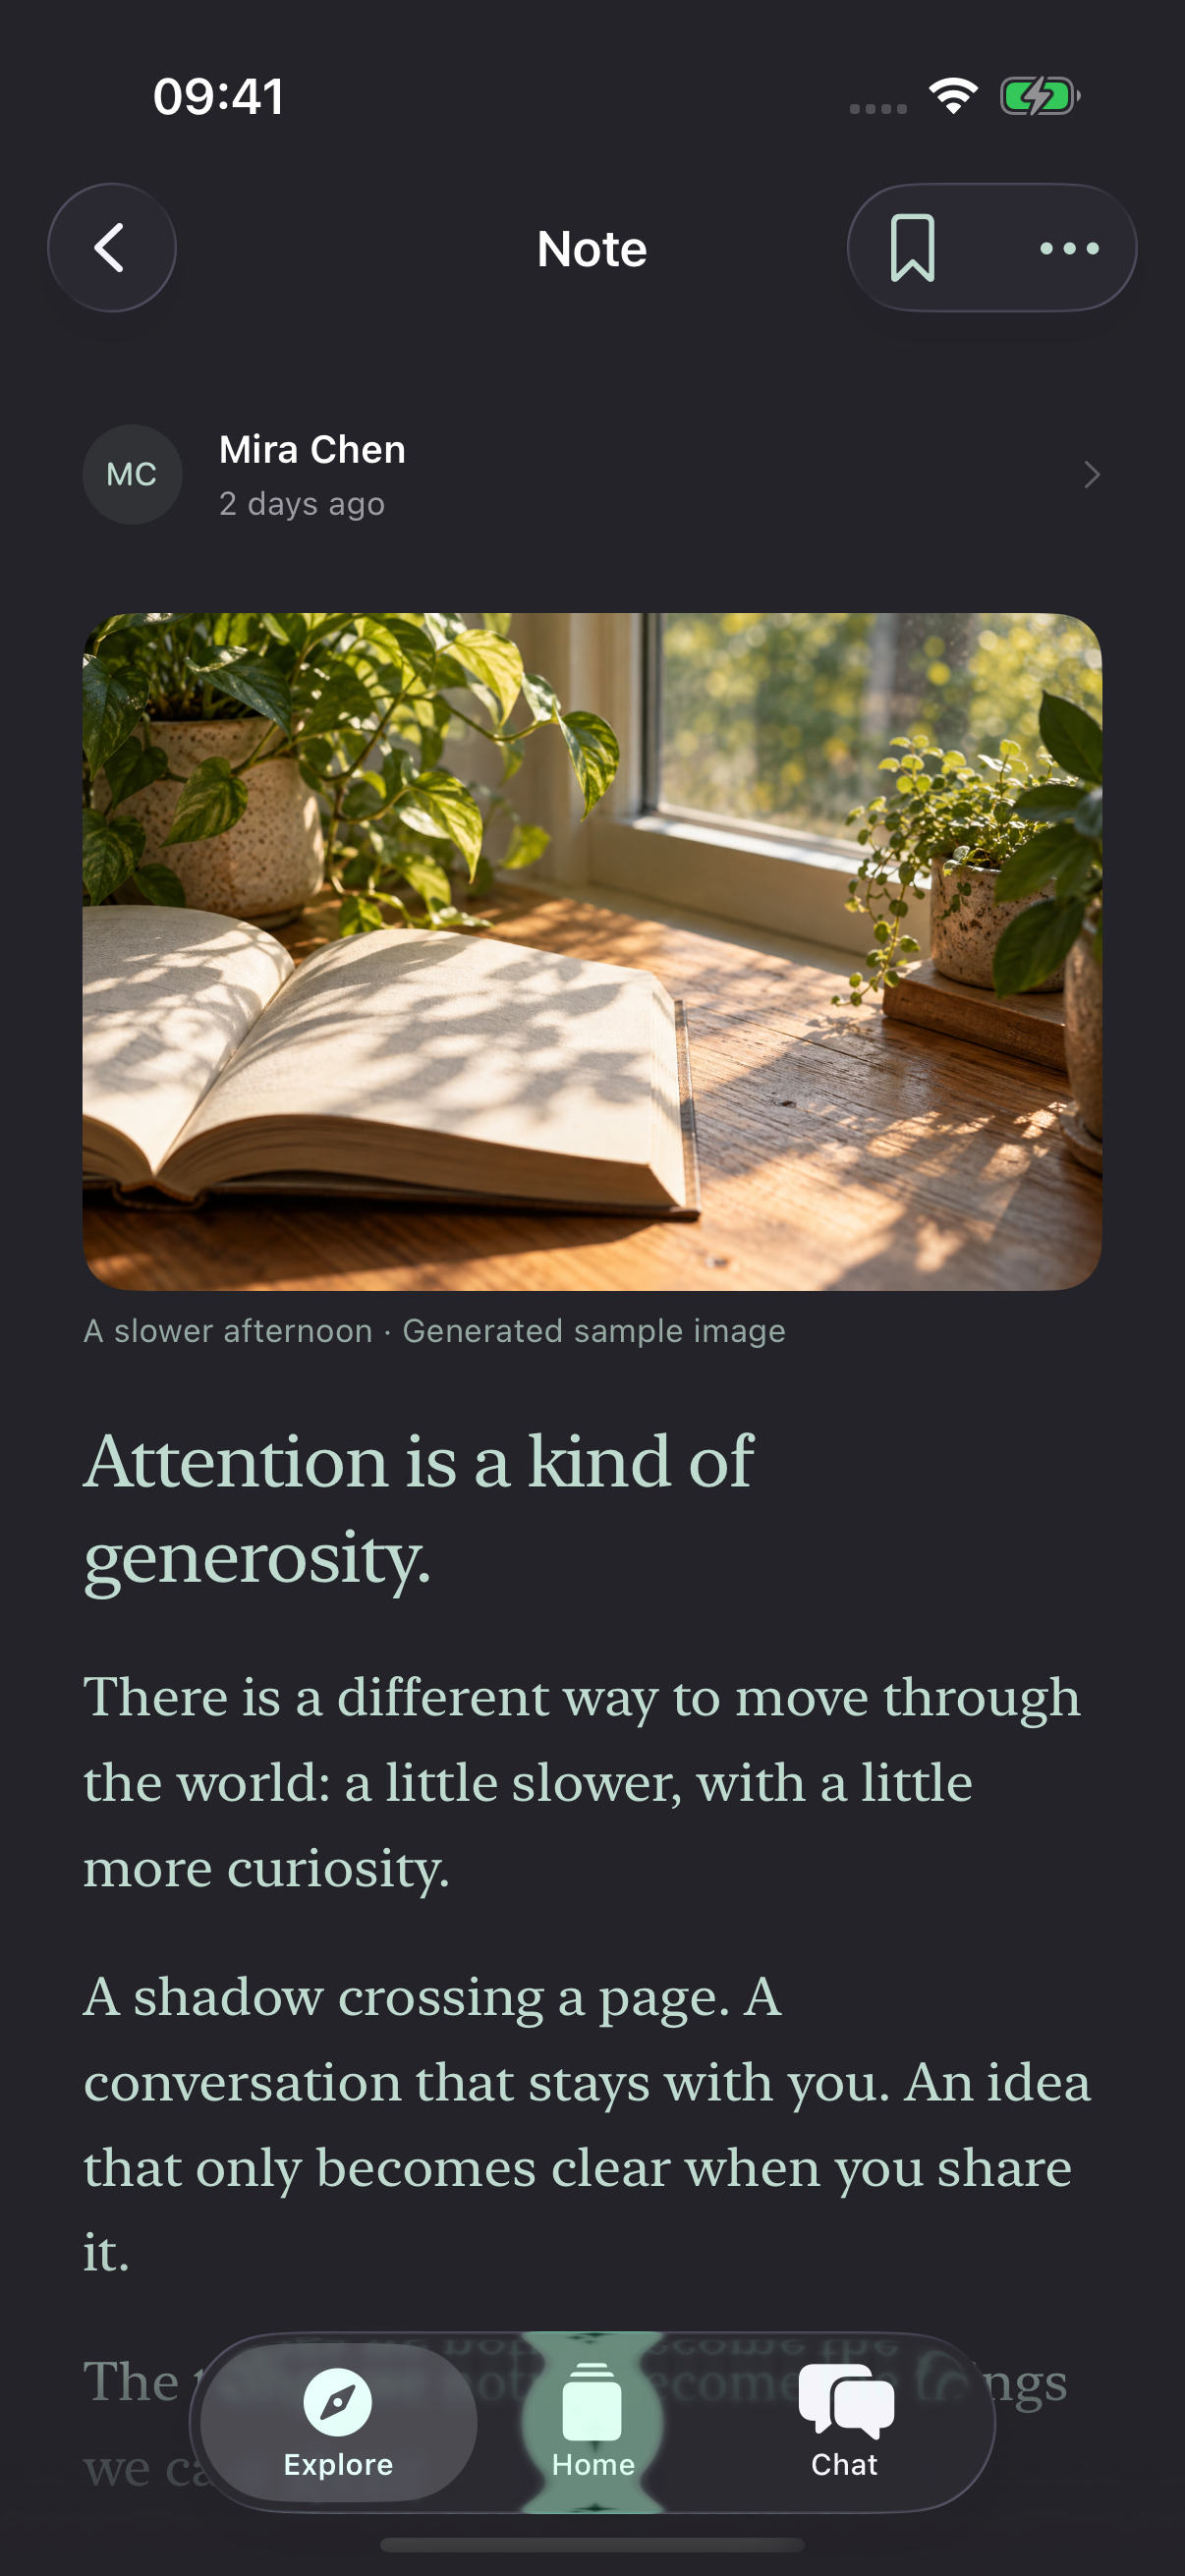 09:41
Note
MC
Mira Chen
2 days ago
A slower afternoon · Generated sample image
Attention is a kind of
generosity.
There is a different way to move through
the world: a little slower, with a little
more curiosity.
A shadow crossing a page. A
conversation that stays with you. An idea
that only becomes clear when you share
it.
The
we
Explore
Home
Chat